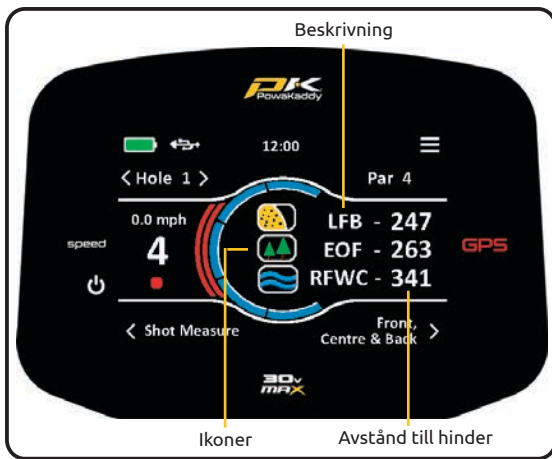 Beskrivning
PK
PowaKaddy
12:00
< Hole 1 >
Par 4
0.0 mph
speed
4
LFB - 247
EOF - 263
RFWC - 341
GPS
< Shot Measure
Front,
Centre & Back >
30v
MAX
Ikoner
Avstånd till hinder